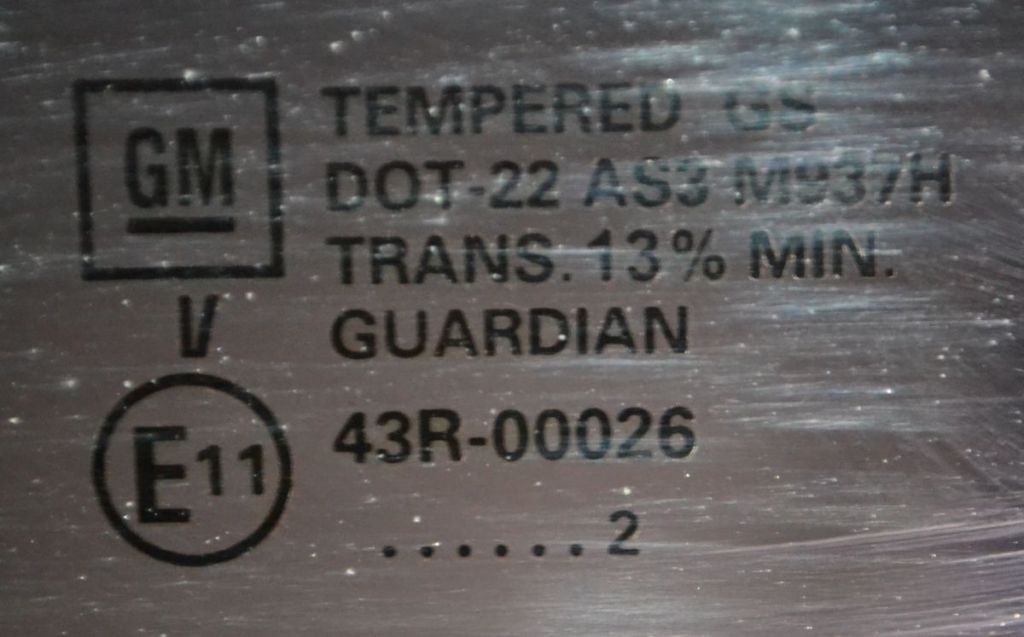 GM
TEMPERED GS
DOT-22 AS3 M937H
TRANS. 13% MIN.
V
GUARDIAN
E11
43R-00026
......2